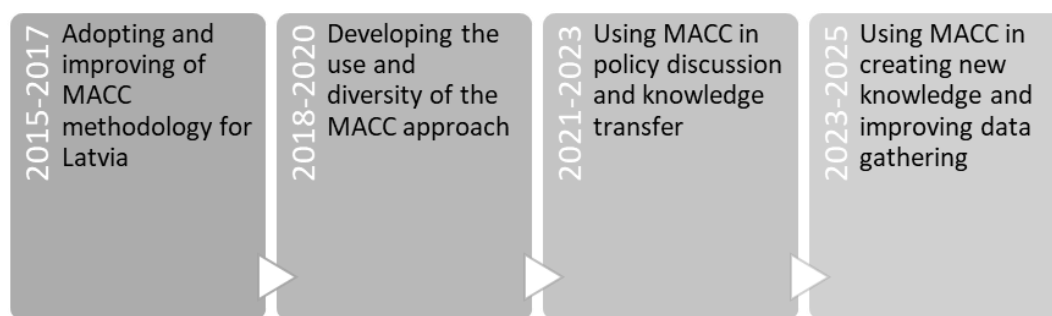 2015-2017
Adopting and
improving of
MACC
methodology for
Latvia
2018-2020
Developing the
use and
diversity of the
MACC approach
2021-2023
Using MACC in
policy discussion
and knowledge
transfer
2023-2025
Using MACC in
creating new
knowledge and
improving data
gathering